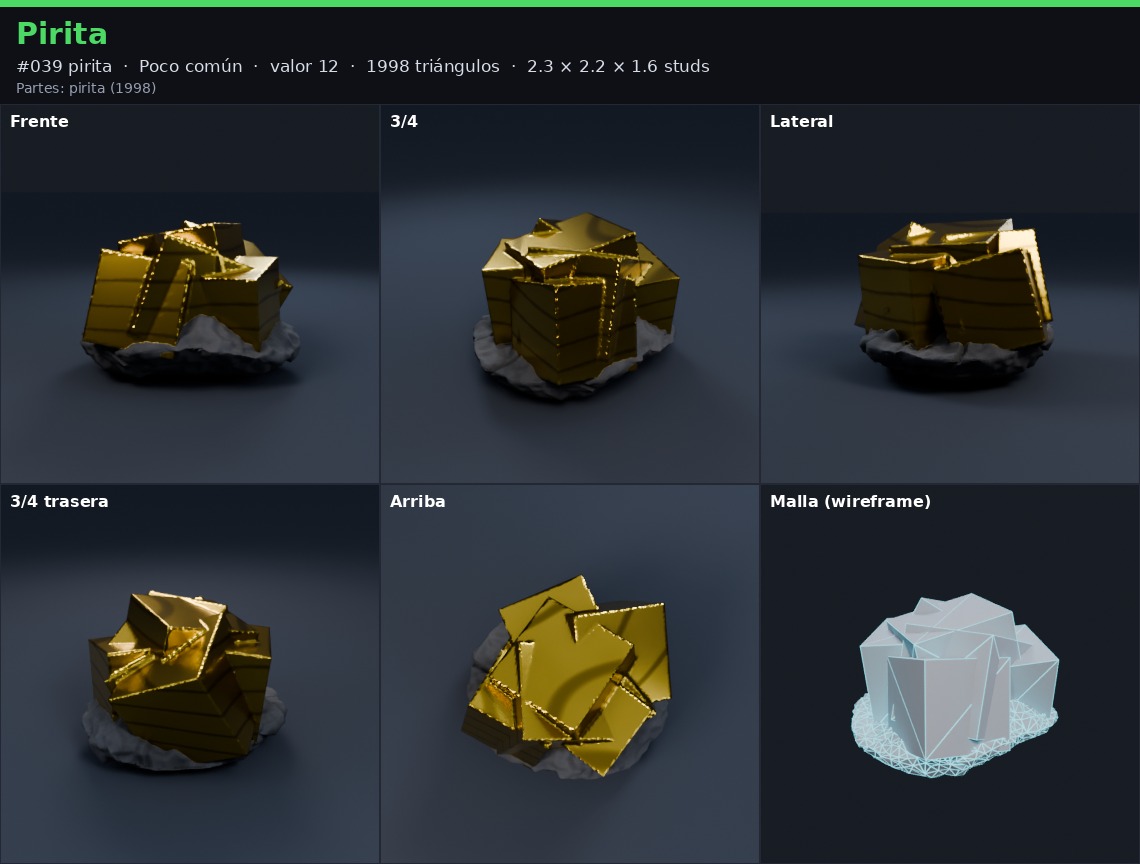 Pirita
#039 pirita · Poco común · valor 12 · 1998 triángulos · 2.3 × 2.2 × 1.6 studs
Partes: pirita (1998)
Frente
3/4
Lateral
3/4 trasera
Arriba
Malla (wireframe)